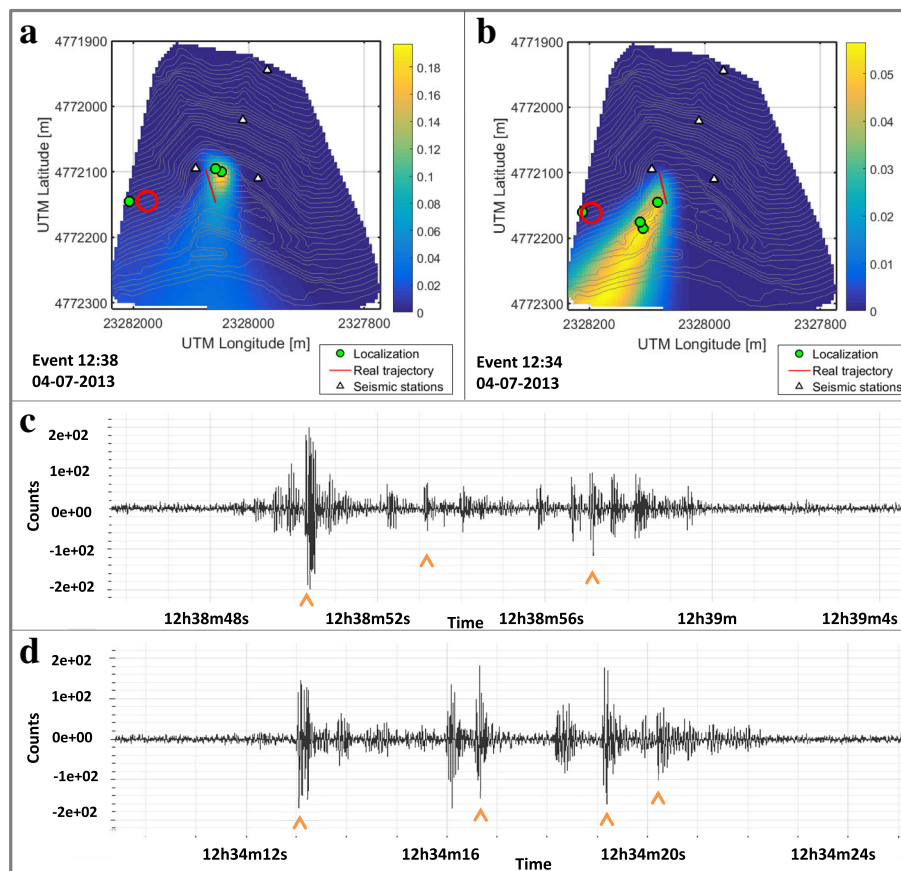 a
4771900
4772000
4772100
4772200
4772300
UTM Latitude [m]
23282000 2328000 2327800
UTM Longitude [m]
0.18
0.16
0.14
0.12
0.1
0.08
0.06
0.04
0.02
0
Event 12:38
04-07-2013
Localization
Real trajectory
Seismic stations
b
4771900
4772000
4772100
4772200
4772300
UTM Latitude [m]
2328200 2328000 2327800
UTM Longitude [m]
0.05
0.04
0.03
0.02
0.01
0
Event 12:34
04-07-2013
Localization
Real trajectory
Seismic stations
c
Counts
2e+02
1e+02
0e+00
-1e+02
-2e+02
12h38m48s 12h38m52s 12h38m56s 12h39m 12h39m4s
Time
d
Counts
2e+02
1e+02
0e+00
-1e+02
-2e+02
12h34m12s 12h34m16 12h34m20s 12h34m24s
Time